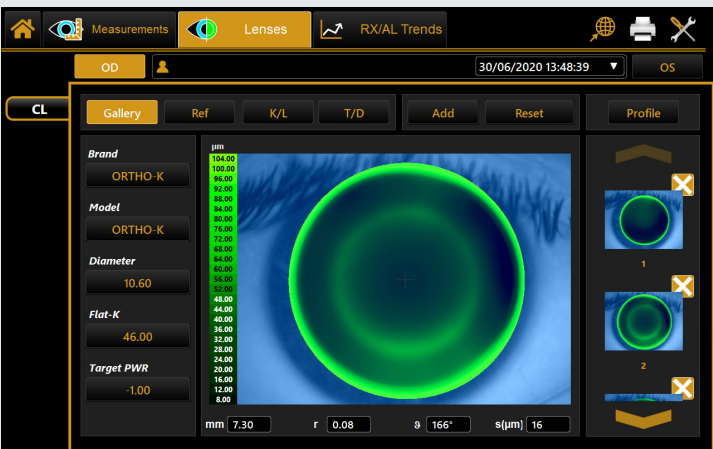 Measurements Lenses RX/AL Trends
OD 30/06/2020 13:48:39 ▼ OS
CL
Gallery Ref K/L T/D Add Reset Profile
Brand
ORTHO-K
Model
ORTHO-K
Diameter
10.60
Flat-K
46.00
Target PWR
-1.00
μm
104.00
100.00
96.00
92.00
88.00
84.00
80.00
76.00
72.00
68.00
64.00
60.00
56.00
52.00
48.00
44.00
40.00
36.00
32.00
28.00
24.00
20.00
16.00
12.00
8.00
mm 7.30 r 0.08 ϑ 166° s(μm) 16
1
2